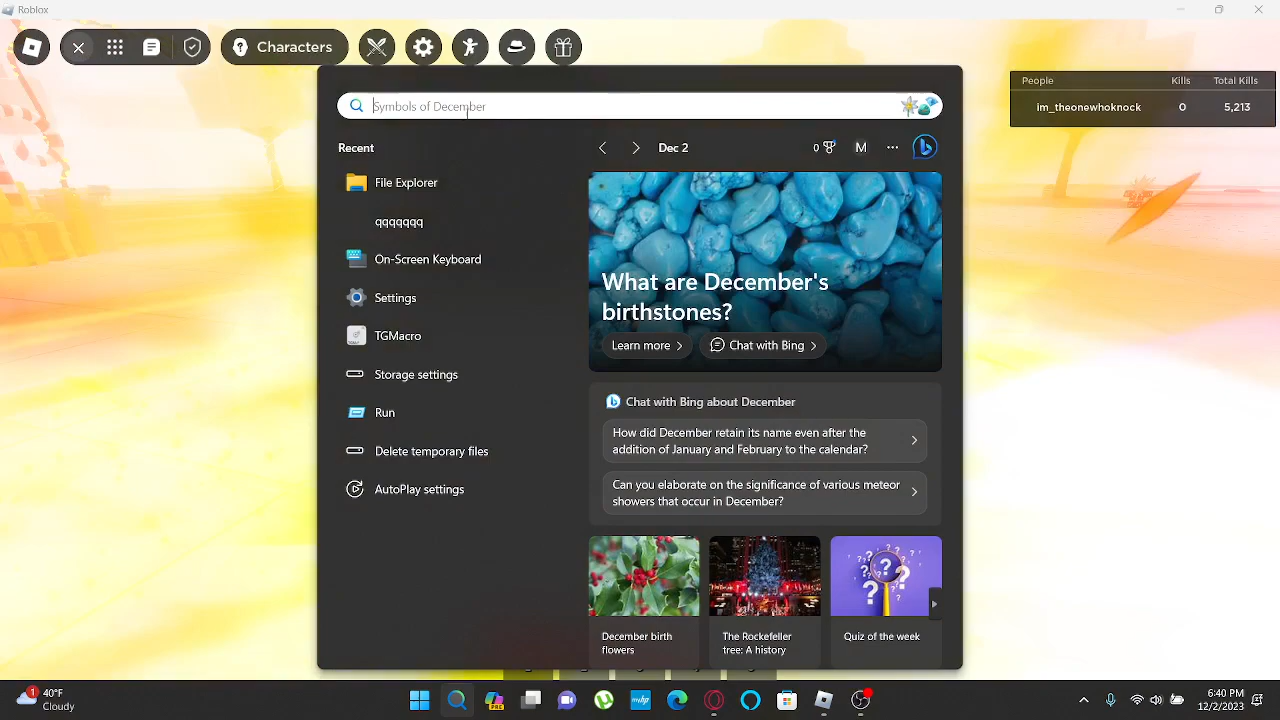 Roblox
Characters
People Kills Total Kills
im_theonewhoknock 0 5,213
Symbols of December
Recent
Dec 2
0
M
File Explorer
qqqqqqq
On-Screen Keyboard
Settings
TGMacro
Storage settings
Run
Delete temporary files
AutoPlay settings
What are December's
birthstones?
Learn more
Chat with Bing
Chat with Bing about December
How did December retain its name even after the
addition of January and February to the calendar?
Can you elaborate on the significance of various meteor
showers that occur in December?
December birth
flowers
The Rockefeller
tree: A history
Quiz of the week
1
40°F
Cloudy
PRE
6:40 PM
12/2/2023